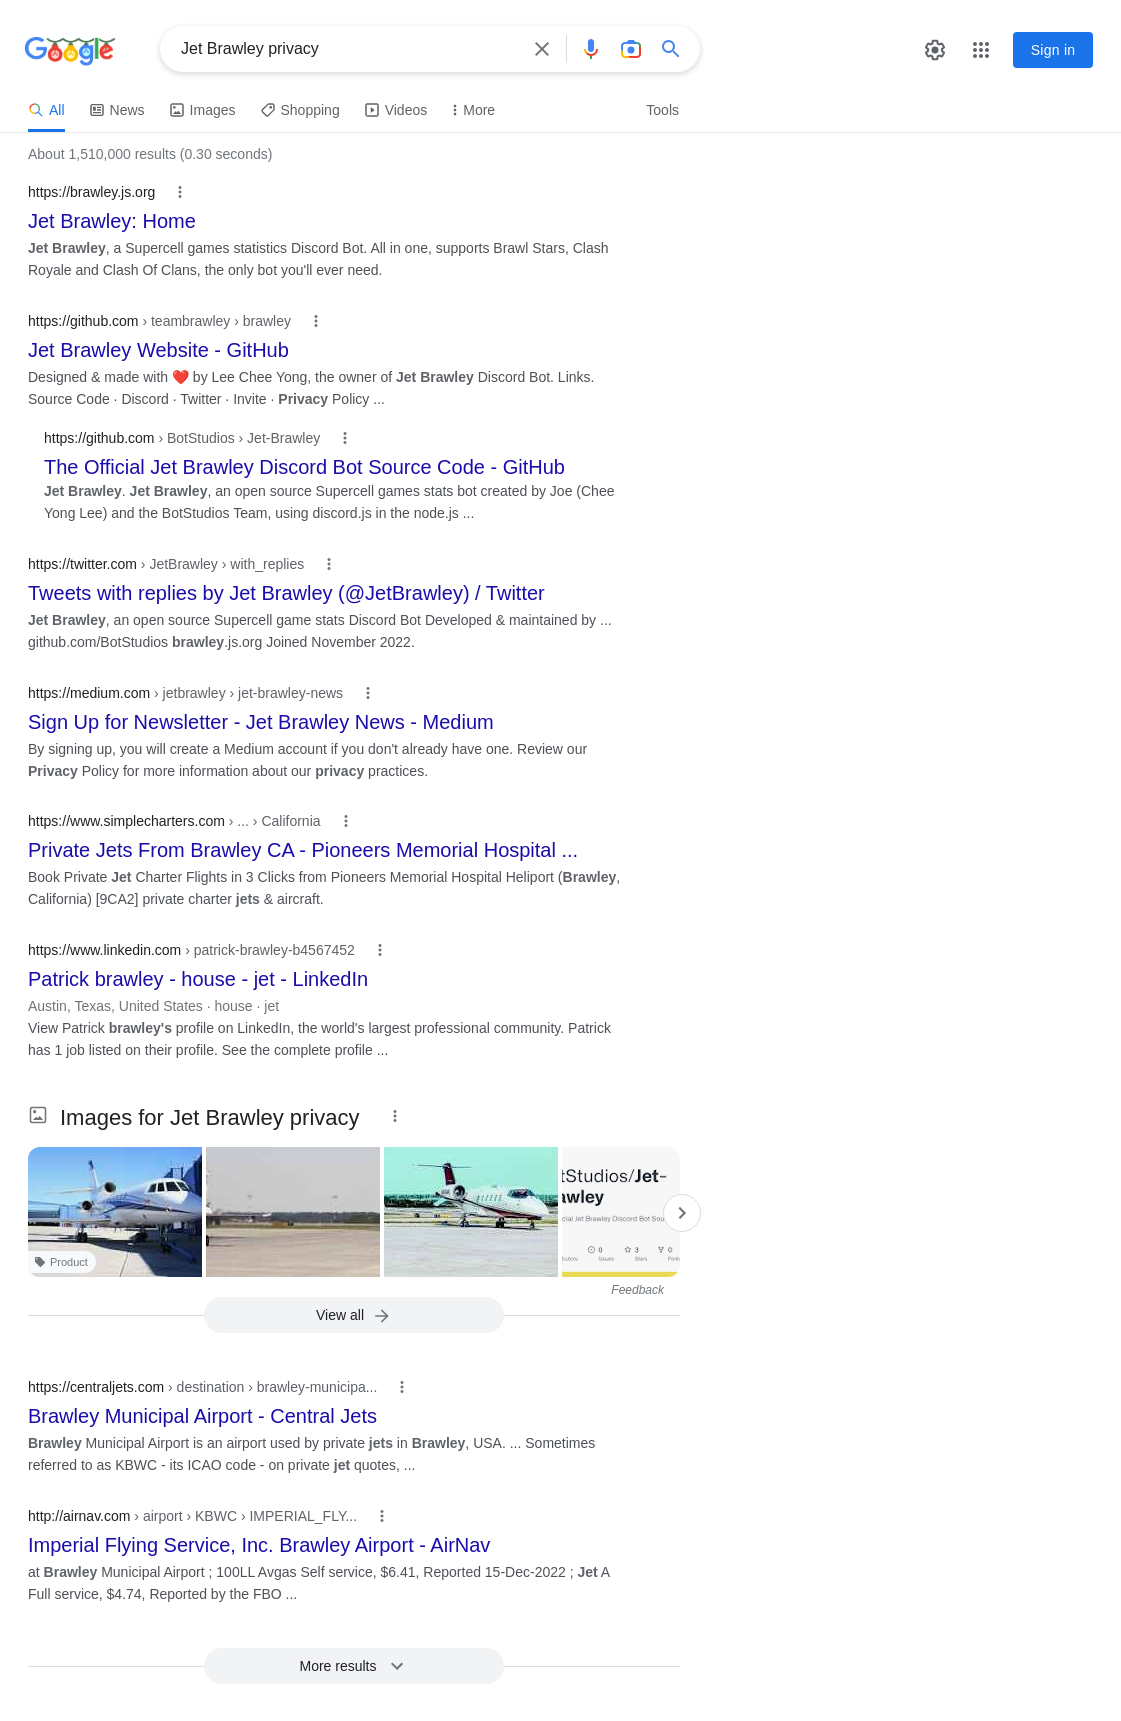 Google
Jet Brawley privacy
Sign in
All
News
Images
Shopping
Videos
More
Tools
About 1,510,000 results (0.30 seconds)
https://brawley.js.org
Jet Brawley: Home
Jet Brawley, a Supercell games statistics Discord Bot. All in one, supports Brawl Stars, Clash
Royale and Clash Of Clans, the only bot you'll ever need.
https://github.com › teambrawley › brawley
Jet Brawley Website - GitHub
Designed & made with ❤️ by Lee Chee Yong, the owner of Jet Brawley Discord Bot. Links.
Source Code · Discord · Twitter · Invite · Privacy Policy ...
https://github.com › BotStudios › Jet-Brawley
The Official Jet Brawley Discord Bot Source Code - GitHub
Jet Brawley. Jet Brawley, an open source Supercell games stats bot created by Joe (Chee
Yong Lee) and the BotStudios Team, using discord.js in the node.js ...
https://twitter.com › JetBrawley › with_replies
Tweets with replies by Jet Brawley (@JetBrawley) / Twitter
Jet Brawley, an open source Supercell game stats Discord Bot Developed & maintained by ...
github.com/BotStudios brawley.js.org Joined November 2022.
https://medium.com › jetbrawley › jet-brawley-news
Sign Up for Newsletter - Jet Brawley News - Medium
By signing up, you will create a Medium account if you don't already have one. Review our
Privacy Policy for more information about our privacy practices.
https://www.simplecharters.com › ... › California
Private Jets From Brawley CA - Pioneers Memorial Hospital ...
Book Private Jet Charter Flights in 3 Clicks from Pioneers Memorial Hospital Heliport (Brawley,
California) [9CA2] private charter jets & aircraft.
https://www.linkedin.com › patrick-brawley-b4567452
Patrick brawley - house - jet - LinkedIn
Austin, Texas, United States · house · jet
View Patrick brawley's profile on LinkedIn, the world's largest professional community. Patrick
has 1 job listed on their profile. See the complete profile ...
Images for Jet Brawley privacy
Product
tStudios/Jet-
awley
cial Jet Brawley Discord Bot Sou
0
3
0
butors
Issues
Stars
Forks
Feedback
View all
https://centraljets.com › destination › brawley-municipa...
Brawley Municipal Airport - Central Jets
Brawley Municipal Airport is an airport used by private jets in Brawley, USA. ... Sometimes
referred to as KBWC - its ICAO code - on private jet quotes, ...
http://airnav.com › airport › KBWC › IMPERIAL_FLY...
Imperial Flying Service, Inc. Brawley Airport - AirNav
at Brawley Municipal Airport ; 100LL Avgas Self service, $6.41, Reported 15-Dec-2022 ; Jet A
Full service, $4.74, Reported by the FBO ...
More results